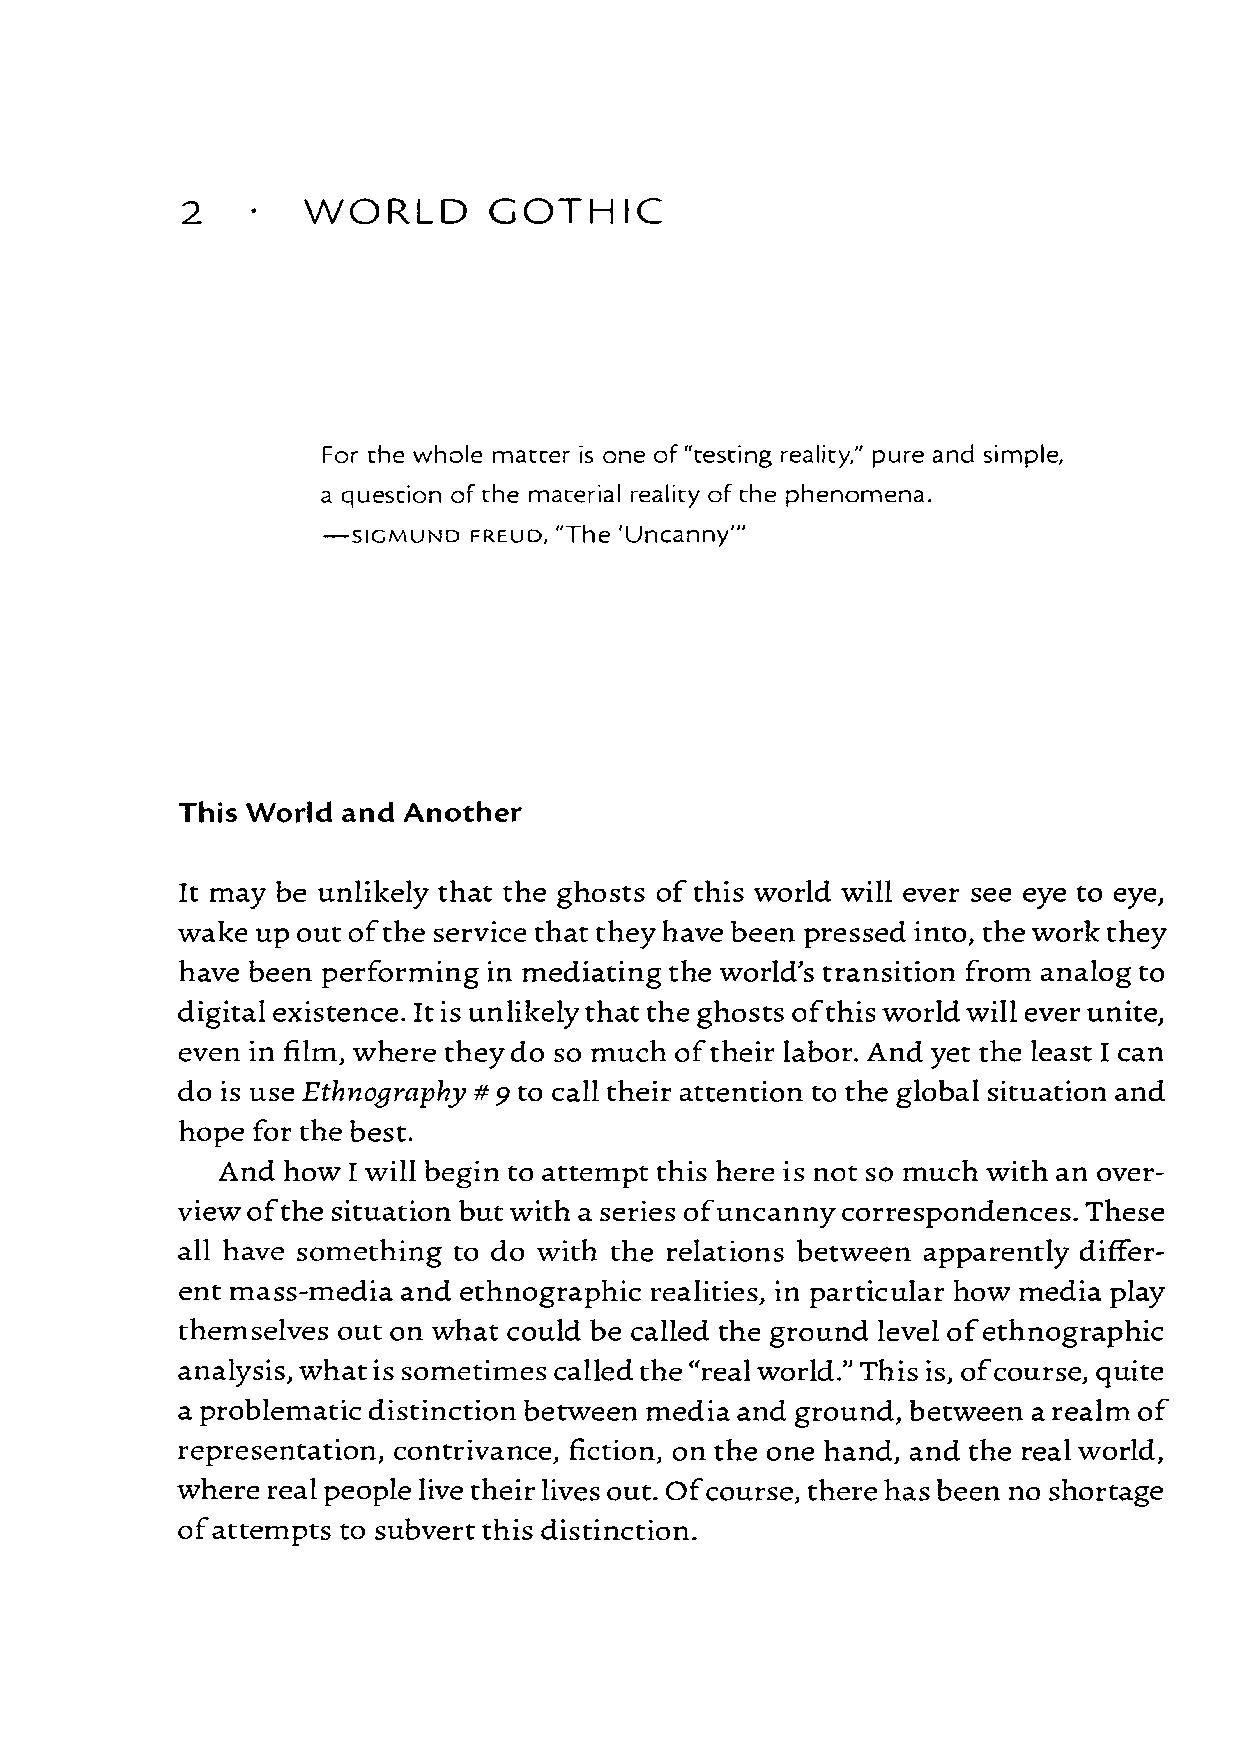 2 · WORLD GOTHIC
For the whole matter is one of "testing reality," pure and simple,
a question of the material reality of the phenomena.
—SIGMUND FREUD, "The 'Uncanny'"
This World and Another
It may be unlikely that the ghosts of this world will ever see eye to eye,
wake up out of the service that they have been pressed into, the work they
have been performing in mediating the world's transition from analog to
digital existence. It is unlikely that the ghosts of this world will ever unite,
even in film, where they do so much of their labor. And yet the least I can
do is use Ethnography # 9 to call their attention to the global situation and
hope for the best.
And how I will begin to attempt this here is not so much with an over-
view of the situation but with a series of uncanny correspondences. These
all have something to do with the relations between apparently differ-
ent mass-media and ethnographic realities, in particular how media play
themselves out on what could be called the ground level of ethnographic
analysis, what is sometimes called the "real world." This is, of course, quite
a problematic distinction between media and ground, between a realm of
representation, contrivance, fiction, on the one hand, and the real world,
where real people live their lives out. Of course, there has been no shortage
of attempts to subvert this distinction.